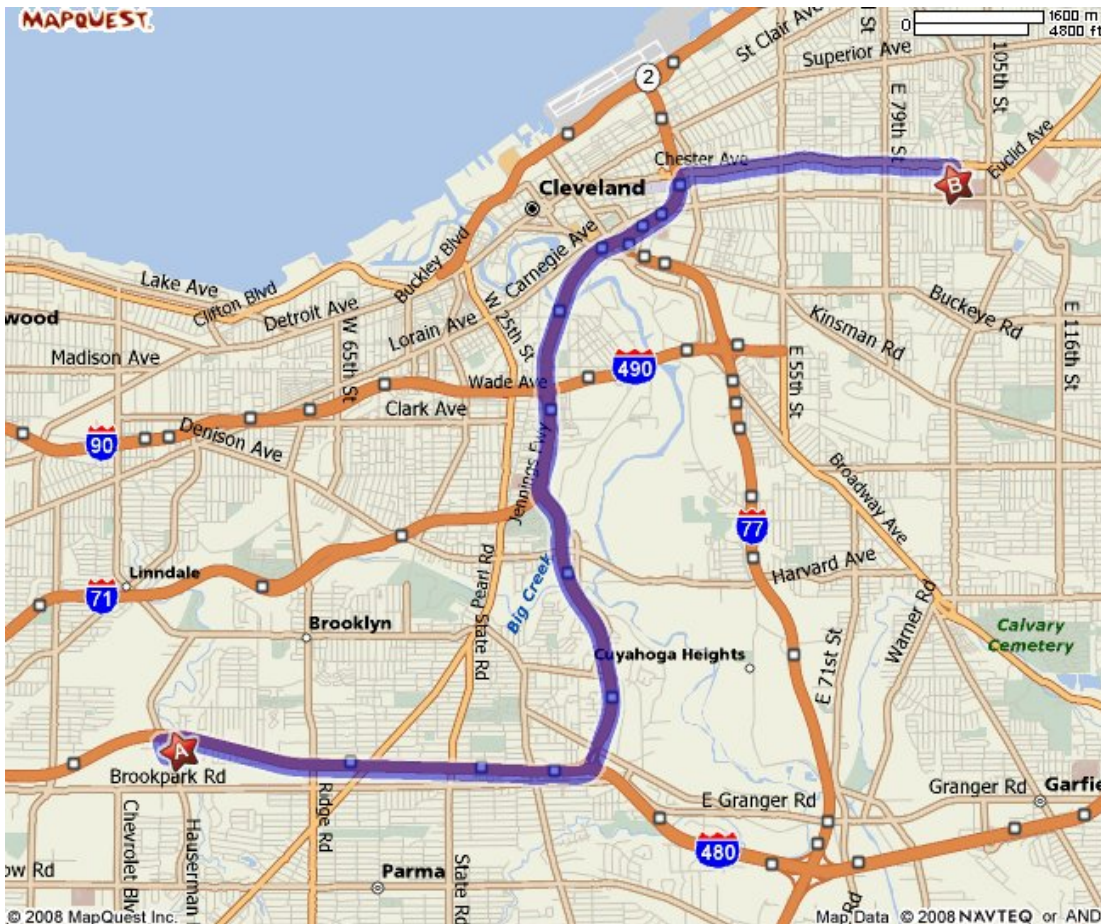 MAPQUEST.
1600 m
0
4800 ft
St Clair Ave
St
Superior Ave
105th St
2
E 79th St
Euclid Ave
Chester Ave
B
Cleveland
Carnegie Ave
Buckley Blvd
Lake Ave
Clifton Blvd
Detroit Ave
wood
Madison Ave
W 65th St
Lorain Ave
W 25th St
Buckeye Rd
Kinsman Rd
E 116th St
E 55th St
490
Wade Ave
Clark Ave
90
Denison Ave
Jennings Fwy
Broadway Ave
77
Harvard Ave
Linndale
71
Brooklyn
Pearl Rd
State Rd
Big Creek
Warner Rd
Calvary
Cemetery
Cuyahoga Heights
E 71st St
A
Brookpark Rd
Ridge Rd
E Granger Rd
Granger Rd
Garfie
Chevrolet Blv
Hauserman
480
ow Rd
Parma
State Rd
Rd
© 2008 MapQuest Inc.
Map Data © 2008 NAVTEQ or AND